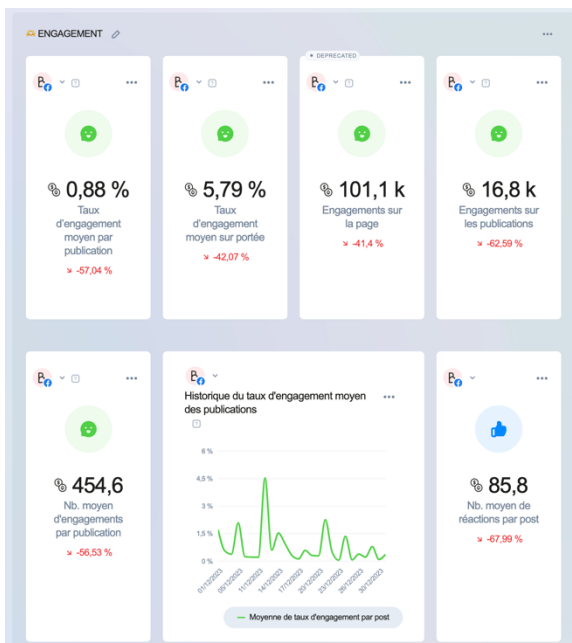 ENGAGEMENT
DEPRECATED
0,88 %
Taux
d'engagement
moyen par
publication
-57,04 %
5,79 %
Taux
d'engagement
moyen sur portée
-42,07 %
101,1 k
Engagements sur
la page
-41,4 %
16,8 k
Engagements sur
les publications
-62,59 %
454,6
Nb. moyen
d'engagements
par publication
-56,53 %
Historique du taux d'engagement moyen
des publications
6 %
4,5 %
3 %
1,5 %
0 %
01/12/2023
05/12/2023
11/12/2023
14/12/2023
17/12/2023
20/12/2023
23/12/2023
26/12/2023
30/12/2023
Moyenne de taux d'engagement par post
85,8
Nb. moyen de
réactions par post
-67,99 %